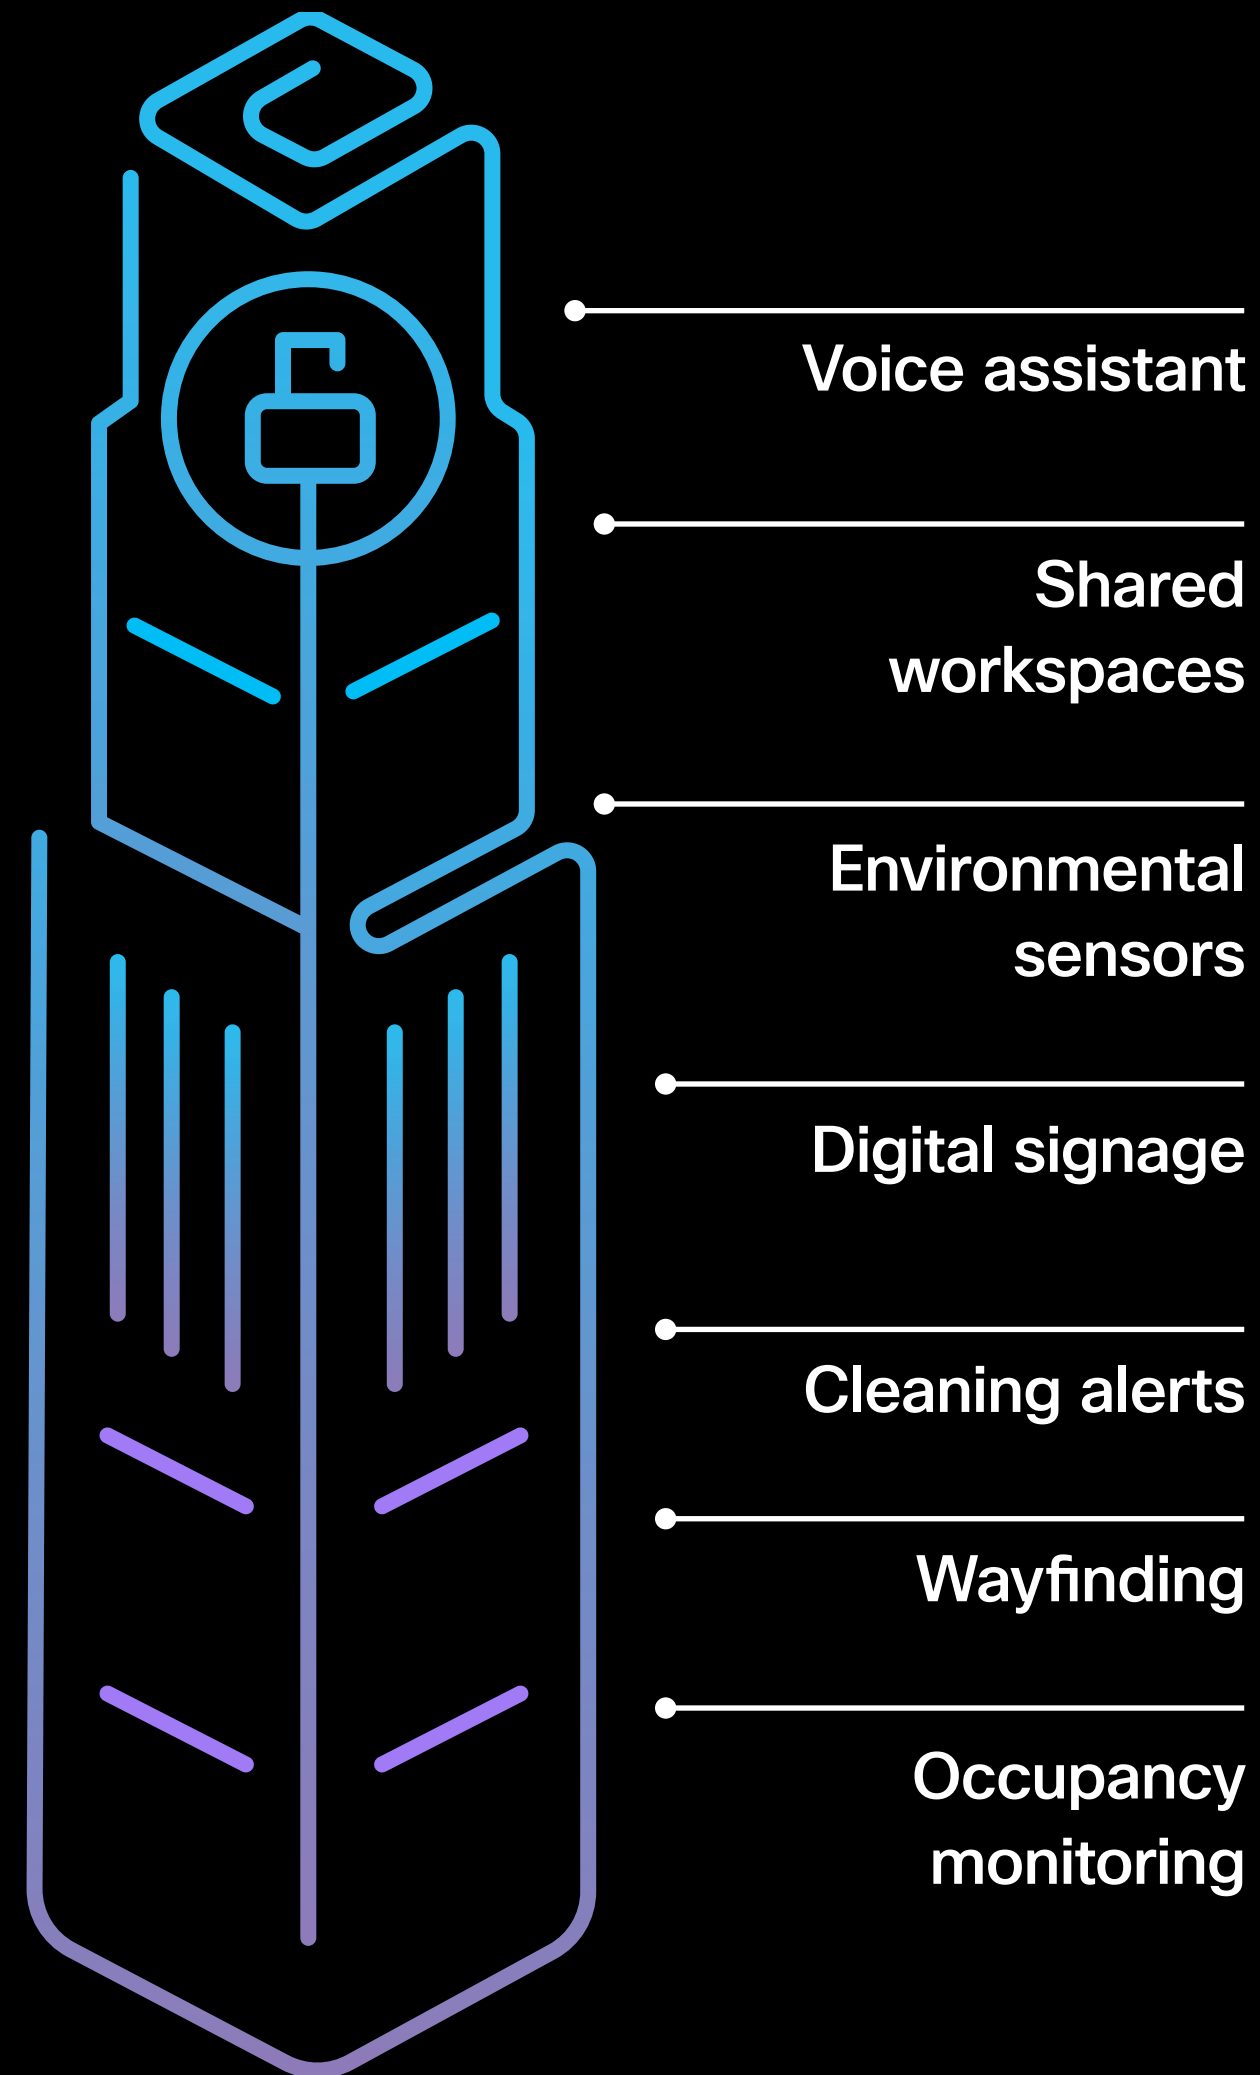 Voice assistant
Shared
workspaces
Environmental
sensors
Digital signage
Cleaning alerts
Wayfinding
Occupancy
monitoring